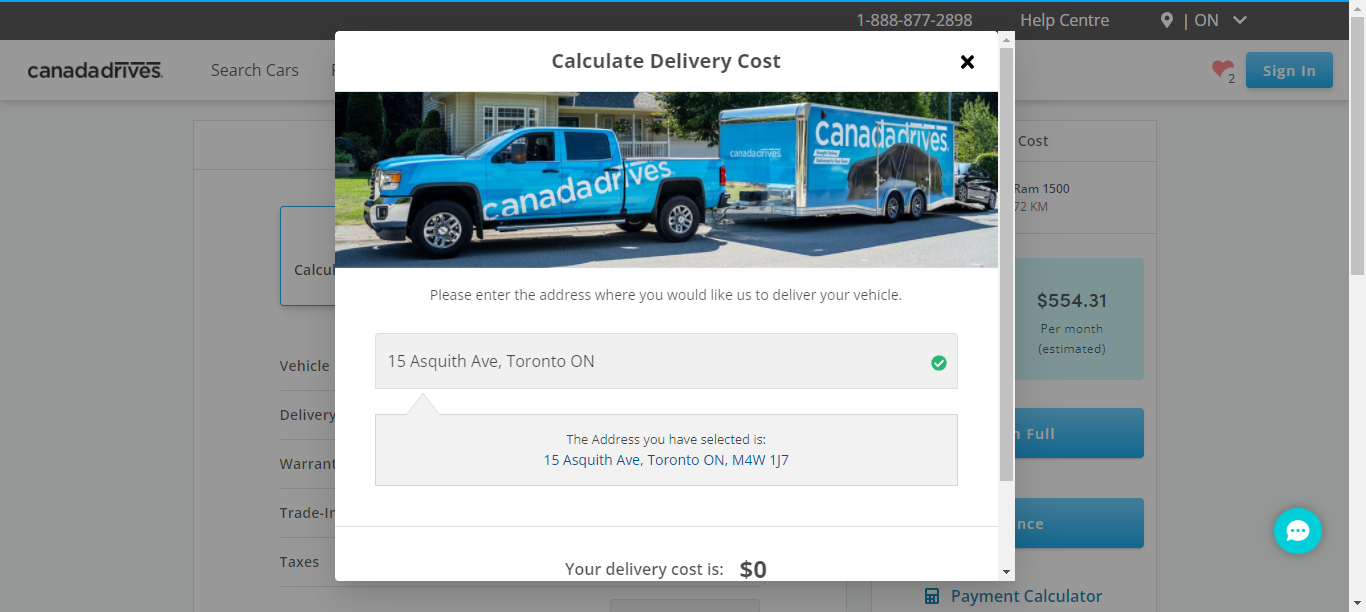 1-888-877-2898 Help Centre | ON
canadadrives. Search Cars
2 Sign In
Calculate Delivery Cost
canadadrives.
canadadrives
canadadrives.
Please enter the address where you would like us to deliver your vehicle.
15 Asquith Ave, Toronto ON
The Address you have selected is:
15 Asquith Ave, Toronto ON, M4W 1J7
Your delivery cost is: $0
Calcul
Vehicle
Delivery
Warrant
Trade-In
Taxes
Cost
Ram 1500
72 KM
$554.31
Per month
(estimated)
Full
nce
Payment Calculator